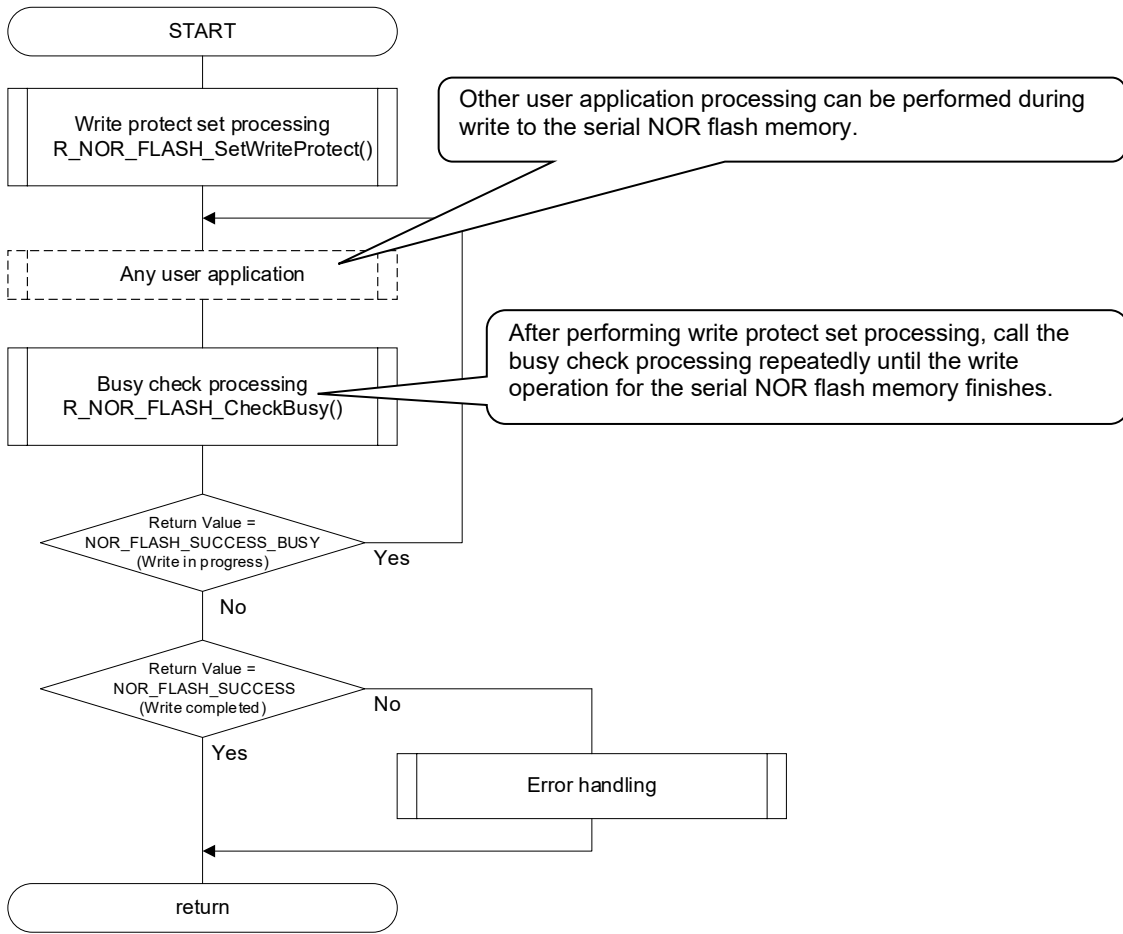 START
Write protect set processing
R_NOR_FLASH_SetWriteProtect()
Other user application processing can be performed during
write to the serial NOR flash memory.
Any user application
After performing write protect set processing, call the
busy check processing repeatedly until the write
operation for the serial NOR flash memory finishes.
Busy check processing
R_NOR_FLASH_CheckBusy()
Return Value =
NOR_FLASH_SUCCESS_BUSY
(Write in progress)
Yes
No
Return Value =
NOR_FLASH_SUCCESS
(Write completed)
No
Yes
Error handling
return